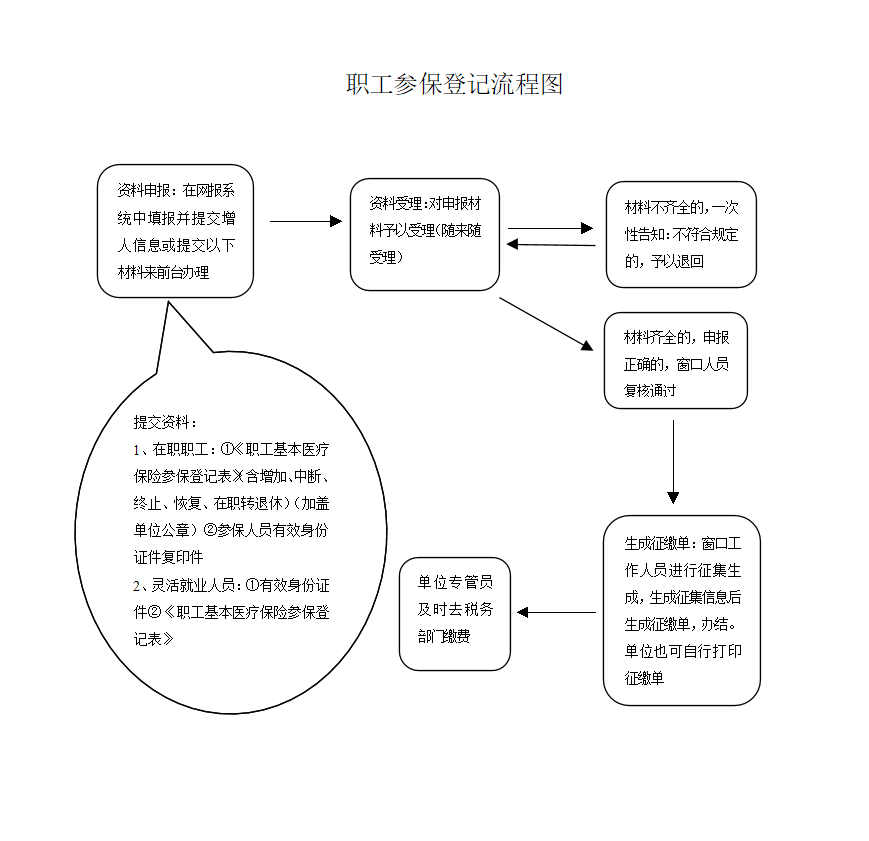 职工参保登记流程图
资料申报：在网报系
统中填报并提交增
人信息或提交以下
材料来前台办理
资料受理：对申报材
料予以受理（随来随
受理）
材料不齐全的，一次
性告知：不符合规定
的，予以退回
材料齐全的，申报
正确的，窗口人员
复核通过
提交资料：
1、在职职工：①《职工基本医疗
保险参保登记表》（含增加、中断、
终止、恢复、在职转退休）（加盖
单位公章）②参保人员有效身份
证件复印件
2、灵活就业人员：①有效身份证
件②《职工基本医疗保险参保登
记表》
生成征缴单：窗口工
作人员进行征集生
成，生成征集信息后
生成征缴单，办结。
单位也可自行打印
征缴单
单位专管员
及时去税务
部门缴费